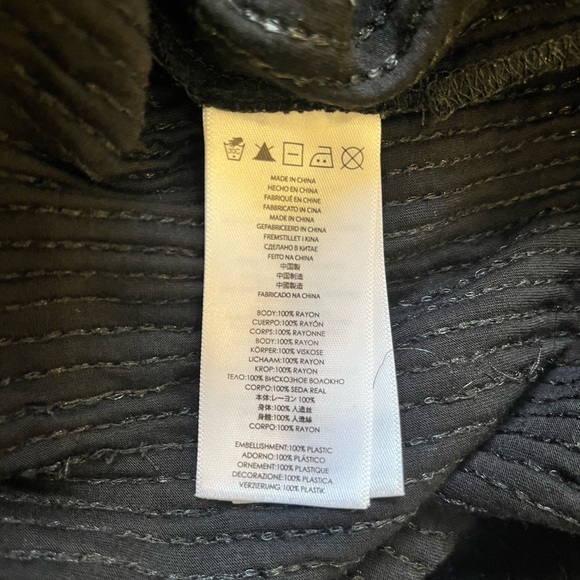 30C
MADE IN CHINA
HECHO EN CHINA
FABRIQUÉ EN CHINE
FABBRICATO IN CINA
MADE IN CHINA
GEFABRICEERD IN CHINA
FREMSTILLET I KINA
СДЕЛАНО В КИТАЕ
FEITO NA CHINA
中国製
中国制造
中國製造
FABRICADO NA CHINA
BODY:100% RAYON
CUERPO:100% RAYÓN
CORPS:100% RAYONNE
BODY:100% RAYON
KÖRPER:100% VISKOSE
LICHAAM:100% RAYON
KROP:100% RAYON
ТЕЛО:100% ВИСКОЗНОЕ ВОЛОКНО
CORPO:100% SEDA REAL
本体:レーヨン 100%
身体:100% 人造丝
身體:100% 人造絲
CORPO:100% RAYON
EMBELLISHMENT:100% PLASTIC
ADORNO:100% PLÁSTICO
ORNEMENT:100% PLASTIQUE
DECORAZIONE:100% PLASTICA
VERZIERUNG:100% PLASTIK